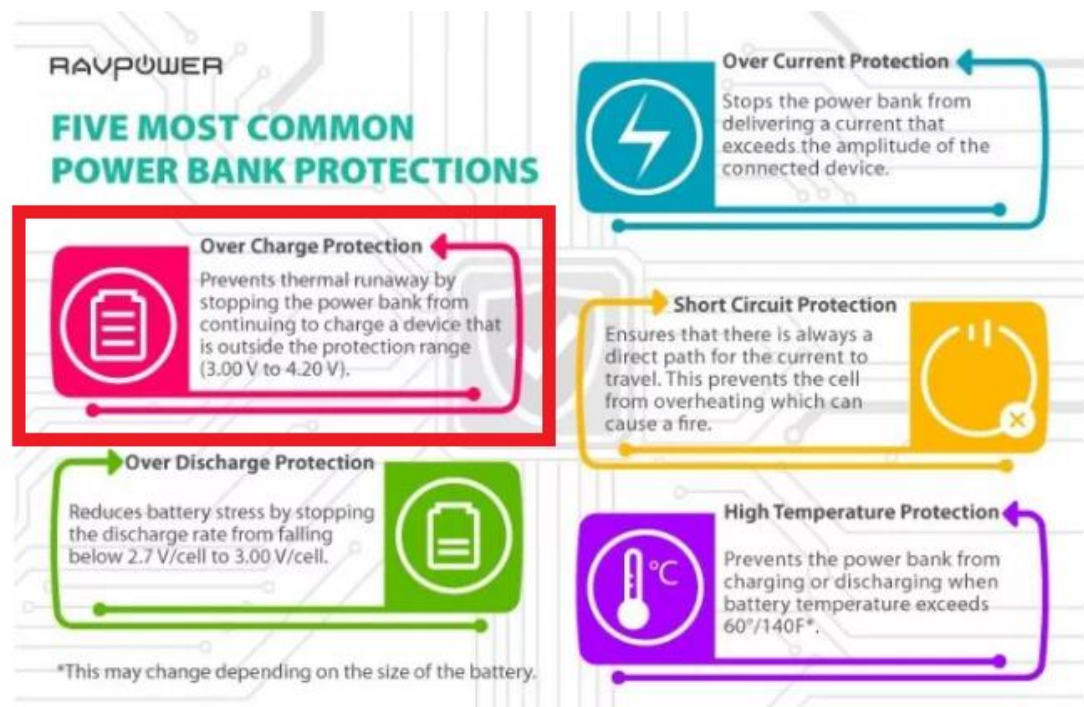 RAVPOWER
FIVE MOST COMMON
POWER BANK PROTECTIONS
Over Charge Protection
Prevents thermal runaway by
stopping the power bank from
continuing to charge a device that
is outside the protection range
(3.00 V to 4.20 V).
Over Discharge Protection
Reduces battery stress by stopping
the discharge rate from falling
below 2.7 V/cell to 3.00 V/cell.
*This may change depending on the size of the battery.
Over Current Protection
Stops the power bank from
delivering a current that
exceeds the amplitude of the
connected device.
Short Circuit Protection
Ensures that there is always a
direct path for the current to
travel. This prevents the cell
from overheating which can
cause a fire.
High Temperature Protection
°C
Prevents the power bank from
charging or discharging when
battery temperature exceeds
60°/140F*.